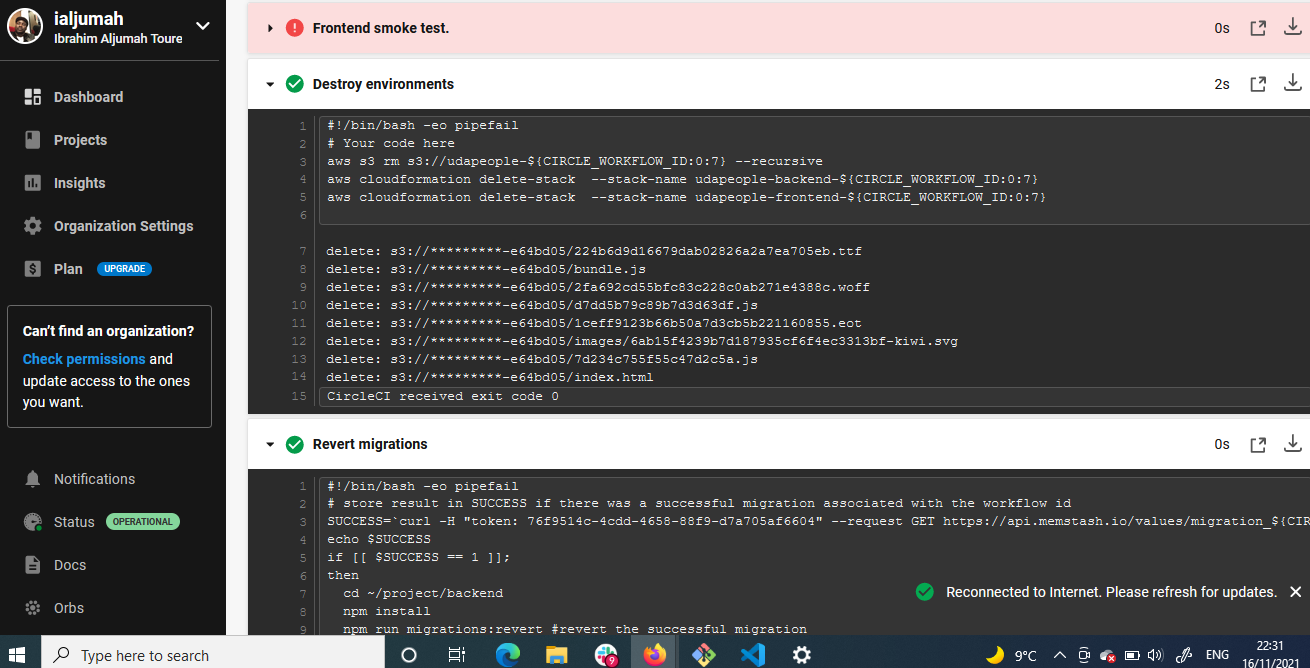 ialjumah
Ibrahim Aljumah Toure
Dashboard
Projects
Insights
Organization Settings
Plan UPGRADE
Can't find an organization?
Check permissions and
update access to the ones
you want.
Notifications
Status OPERATIONAL
Docs
Orbs
Frontend smoke test. 0s
Destroy environments 2s
1 #!/bin/bash -eo pipefail
2 # Your code here
3 aws s3 rm s3://udapeople-${CIRCLE_WORKFLOW_ID:0:7} --recursive
4 aws cloudformation delete-stack  --stack-name udapeople-backend-${CIRCLE_WORKFLOW_ID:0:7}
5 aws cloudformation delete-stack  --stack-name udapeople-frontend-${CIRCLE_WORKFLOW_ID:0:7}
6
7 delete: s3://*********-e64bd05/224b6d9d16679dab02826a2a7ea705eb.ttf
8 delete: s3://*********-e64bd05/bundle.js
9 delete: s3://*********-e64bd05/2fa692cd55bfc83c228c0ab271e4388c.woff
10 delete: s3://*********-e64bd05/d7dd5b79c89b7d3d63df.js
11 delete: s3://*********-e64bd05/1ceff9123b66b50a7d3cb5b221160855.eot
12 delete: s3://*********-e64bd05/images/6ab15f4239b7d187935cf6f4ec3313bf-kiwi.svg
13 delete: s3://*********-e64bd05/7d234c755f55c47d2c5a.js
14 delete: s3://*********-e64bd05/index.html
15 CircleCI received exit code 0
Revert migrations 0s
1 #!/bin/bash -eo pipefail
2 # store result in SUCCESS if there was a successful migration associated with the workflow id
3 SUCCESS=`curl -H "token: 76f9514c-4cdd-4658-88f9-d7a705af6604" --request GET https://api.memstash.io/values/migration_${CIR
4 echo $SUCCESS
5 if [[ $SUCCESS == 1 ]];
6 then
7 cd ~/project/backend
8 npm install
9 npm run migrations:revert #revert the successful migration
Reconnected to Internet. Please refresh for updates.
Type here to search
9
9°C
ENG
22:31
16/11/2021